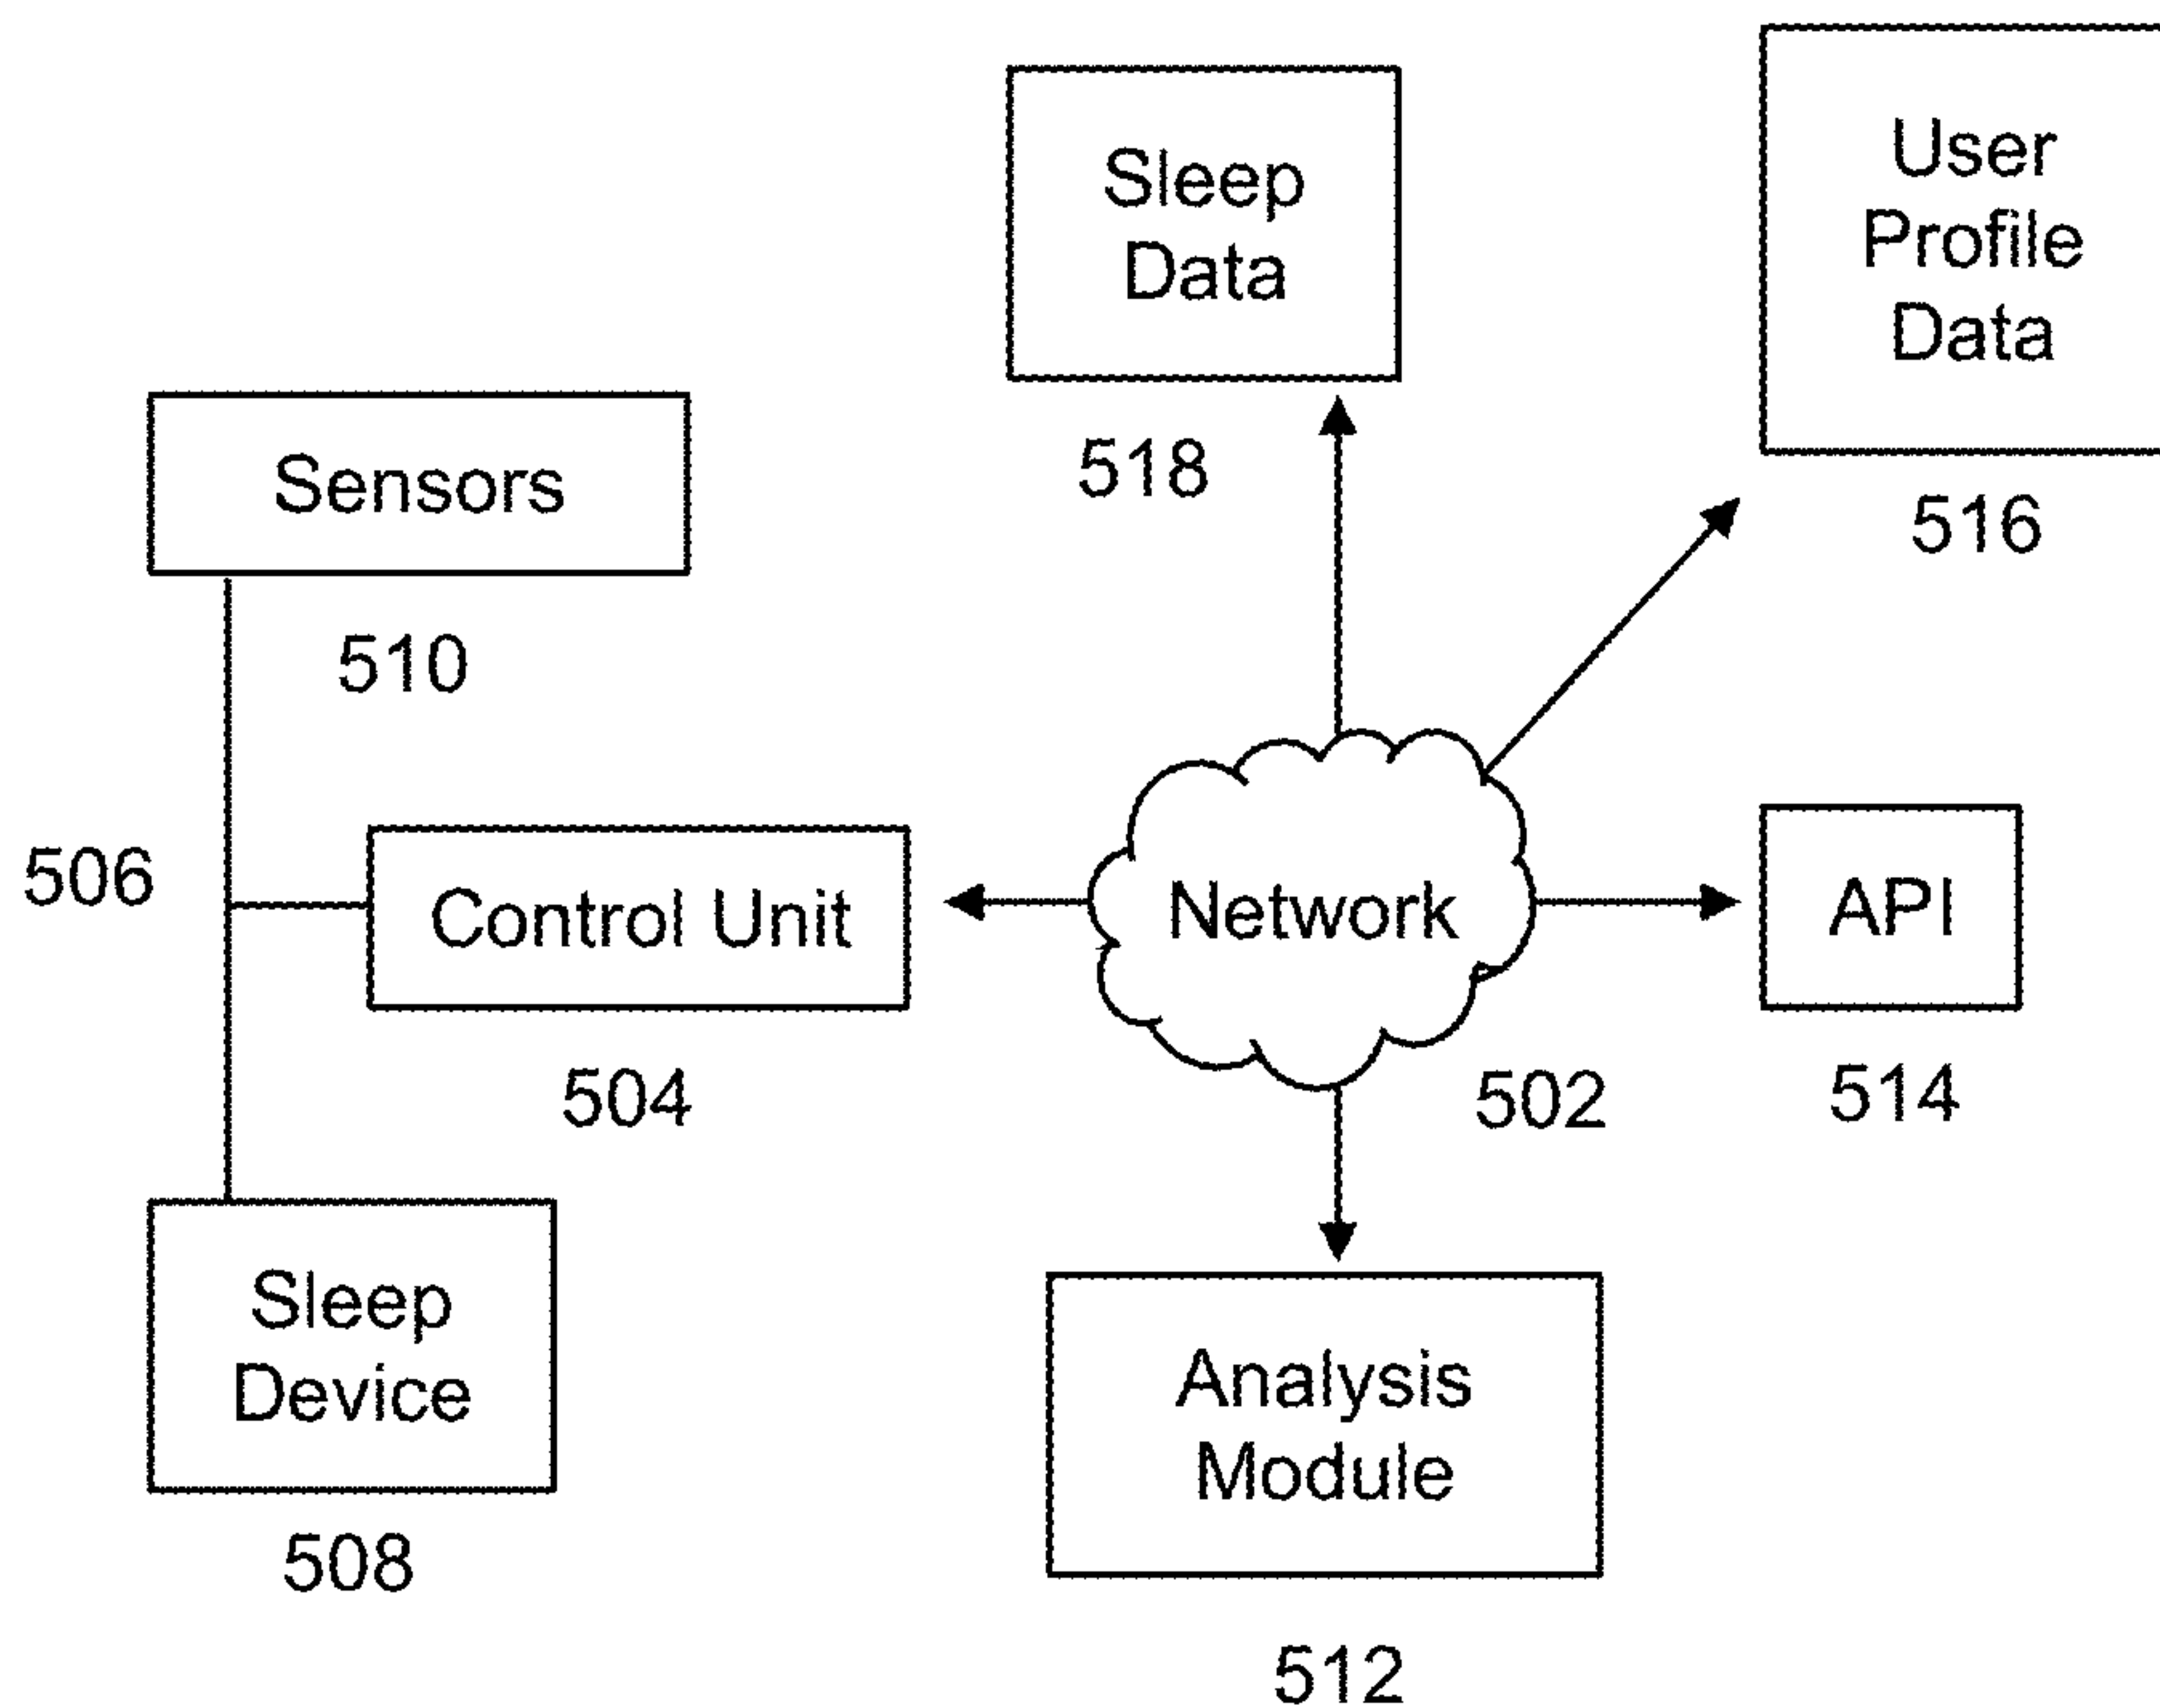 User
Profile
Data
516
Sleep
Data
518
Sensors
510
506
Control Unit
504
Network
502
API
514
Sleep
Device
508
Analysis
Module
512